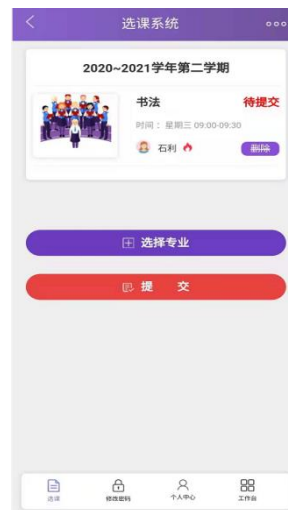 选课系统
2020~2021学年第二学期
书法 待提交
时间：星期三 09:00-09:30
石利 删除
选择专业
提 交
选课 修改密码 个人中心 工作台